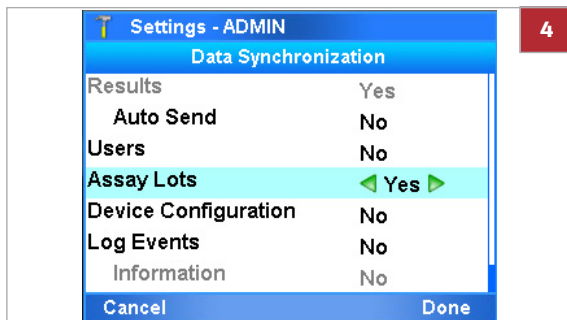 Settings - ADMIN
4
Data Synchronization
Results Yes
Auto Send No
Users No
Assay Lots Yes
Device Configuration No
Log Events No
Information No
Cancel Done